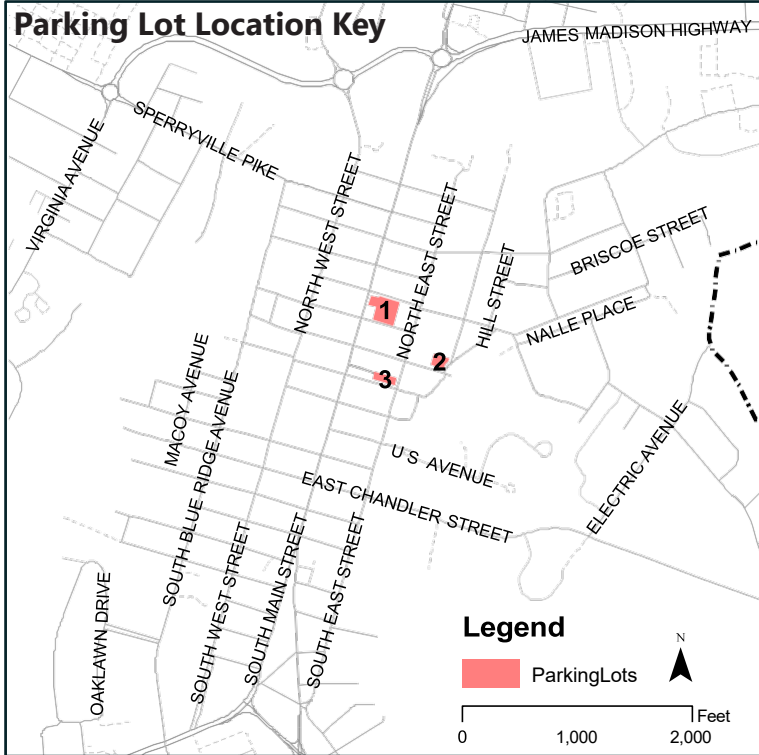 Parking Lot Location Key
JAMES MADISON HIGHWAY
SPERRYVILLE PIKE
VIRGINIA AVENUE
NORTH WEST STREET
NORTH EAST STREET
BRISCOE STREET
HILL STREET
1
NALLE PLACE
2
3
MACOY AVENUE
SOUTH BLUE RIDGE AVENUE
U S AVENUE
ELECTRIC AVENUE
EAST CHANDLER STREET
OAKLAWN DRIVE
SOUTH WEST STREET
SOUTH MAIN STREET
SOUTH EAST STREET
Legend
N
ParkingLots
Feet
0 1,000 2,000